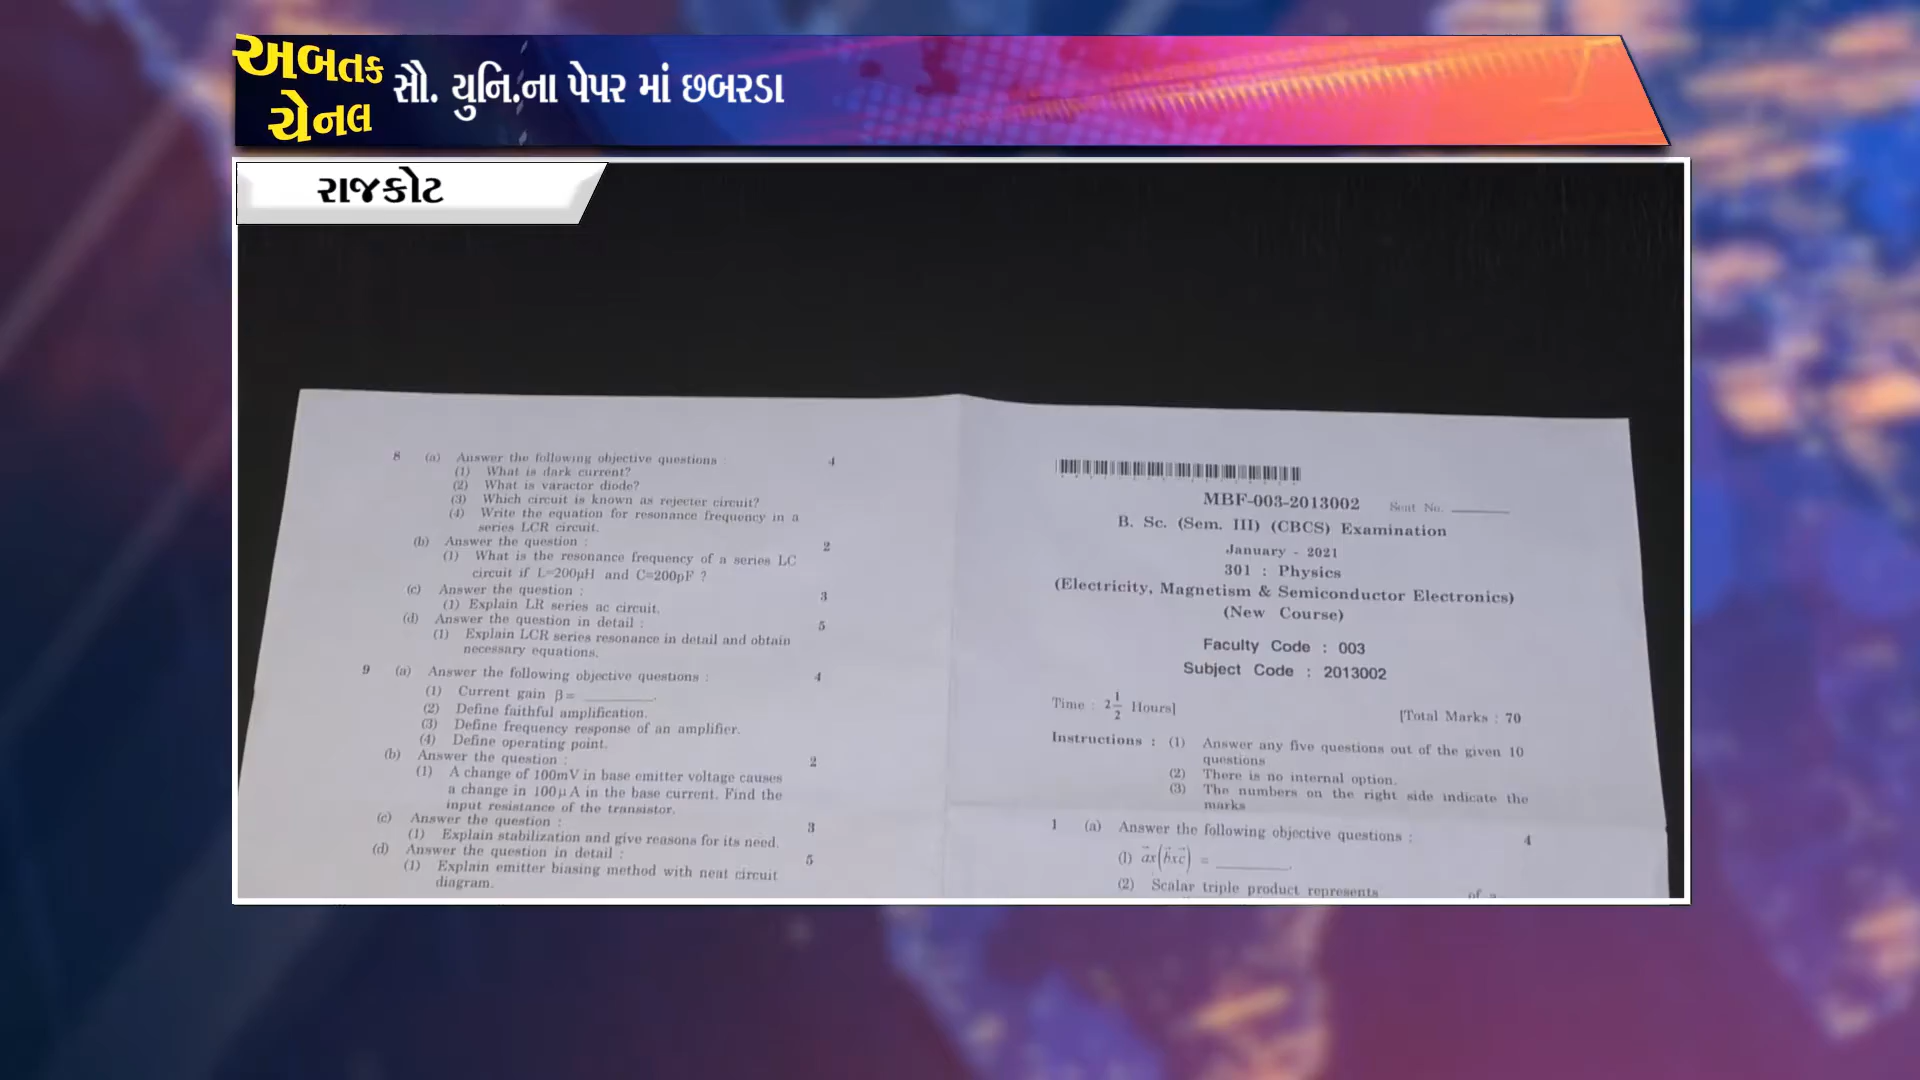 અબતક
ચેનલ
સૌ. યુનિ.ના પેપર માં છબરડા
રાજકોટ
8 (a) Answer the following objective questions : 4
(1) What is dark current?
(2) What is varactor diode?
(3) Which circuit is known as rejecter circuit?
(4) Write the equation for resonance frequency in a
series LCR circuit.
(b) Answer the question : 2
(1) What is the resonance frequency of a series LC
circuit if L=200μH and C=200pF ?
(c) Answer the question : 3
(1) Explain LR series ac circuit.
(d) Answer the question in detail : 5
(1) Explain LCR series resonance in detail and obtain
necessary equations.
9 (a) Answer the following objective questions : 4
(1) Current gain β = ________.
(2) Define faithful amplification.
(3) Define frequency response of an amplifier.
(4) Define operating point.
(b) Answer the question : 2
(1) A change of 100mV in base emitter voltage causes
a change in 100μA in the base current. Find the
input resistance of the transistor.
(c) Answer the question : 3
(1) Explain stabilization and give reasons for its need.
(d) Answer the question in detail : 5
(1) Explain emitter biasing method with neat circuit
diagram.
MBF-003-2013002 Seat No. ________
B. Sc. (Sem. III) (CBCS) Examination
January - 2021
301 : Physics
(Electricity, Magnetism & Semiconductor Electronics)
(New Course)
Faculty Code : 003
Subject Code : 2013002
Time : 2 1/2 Hours] [Total Marks : 70
Instructions : (1) Answer any five questions out of the given 10
questions
(2) There is no internal option.
(3) The numbers on the right side indicate the
marks
1 (a) Answer the following objective questions : 4
(1) a⃗x(b⃗xc⃗) = ________.
(2) Scalar triple product represents ________ of a